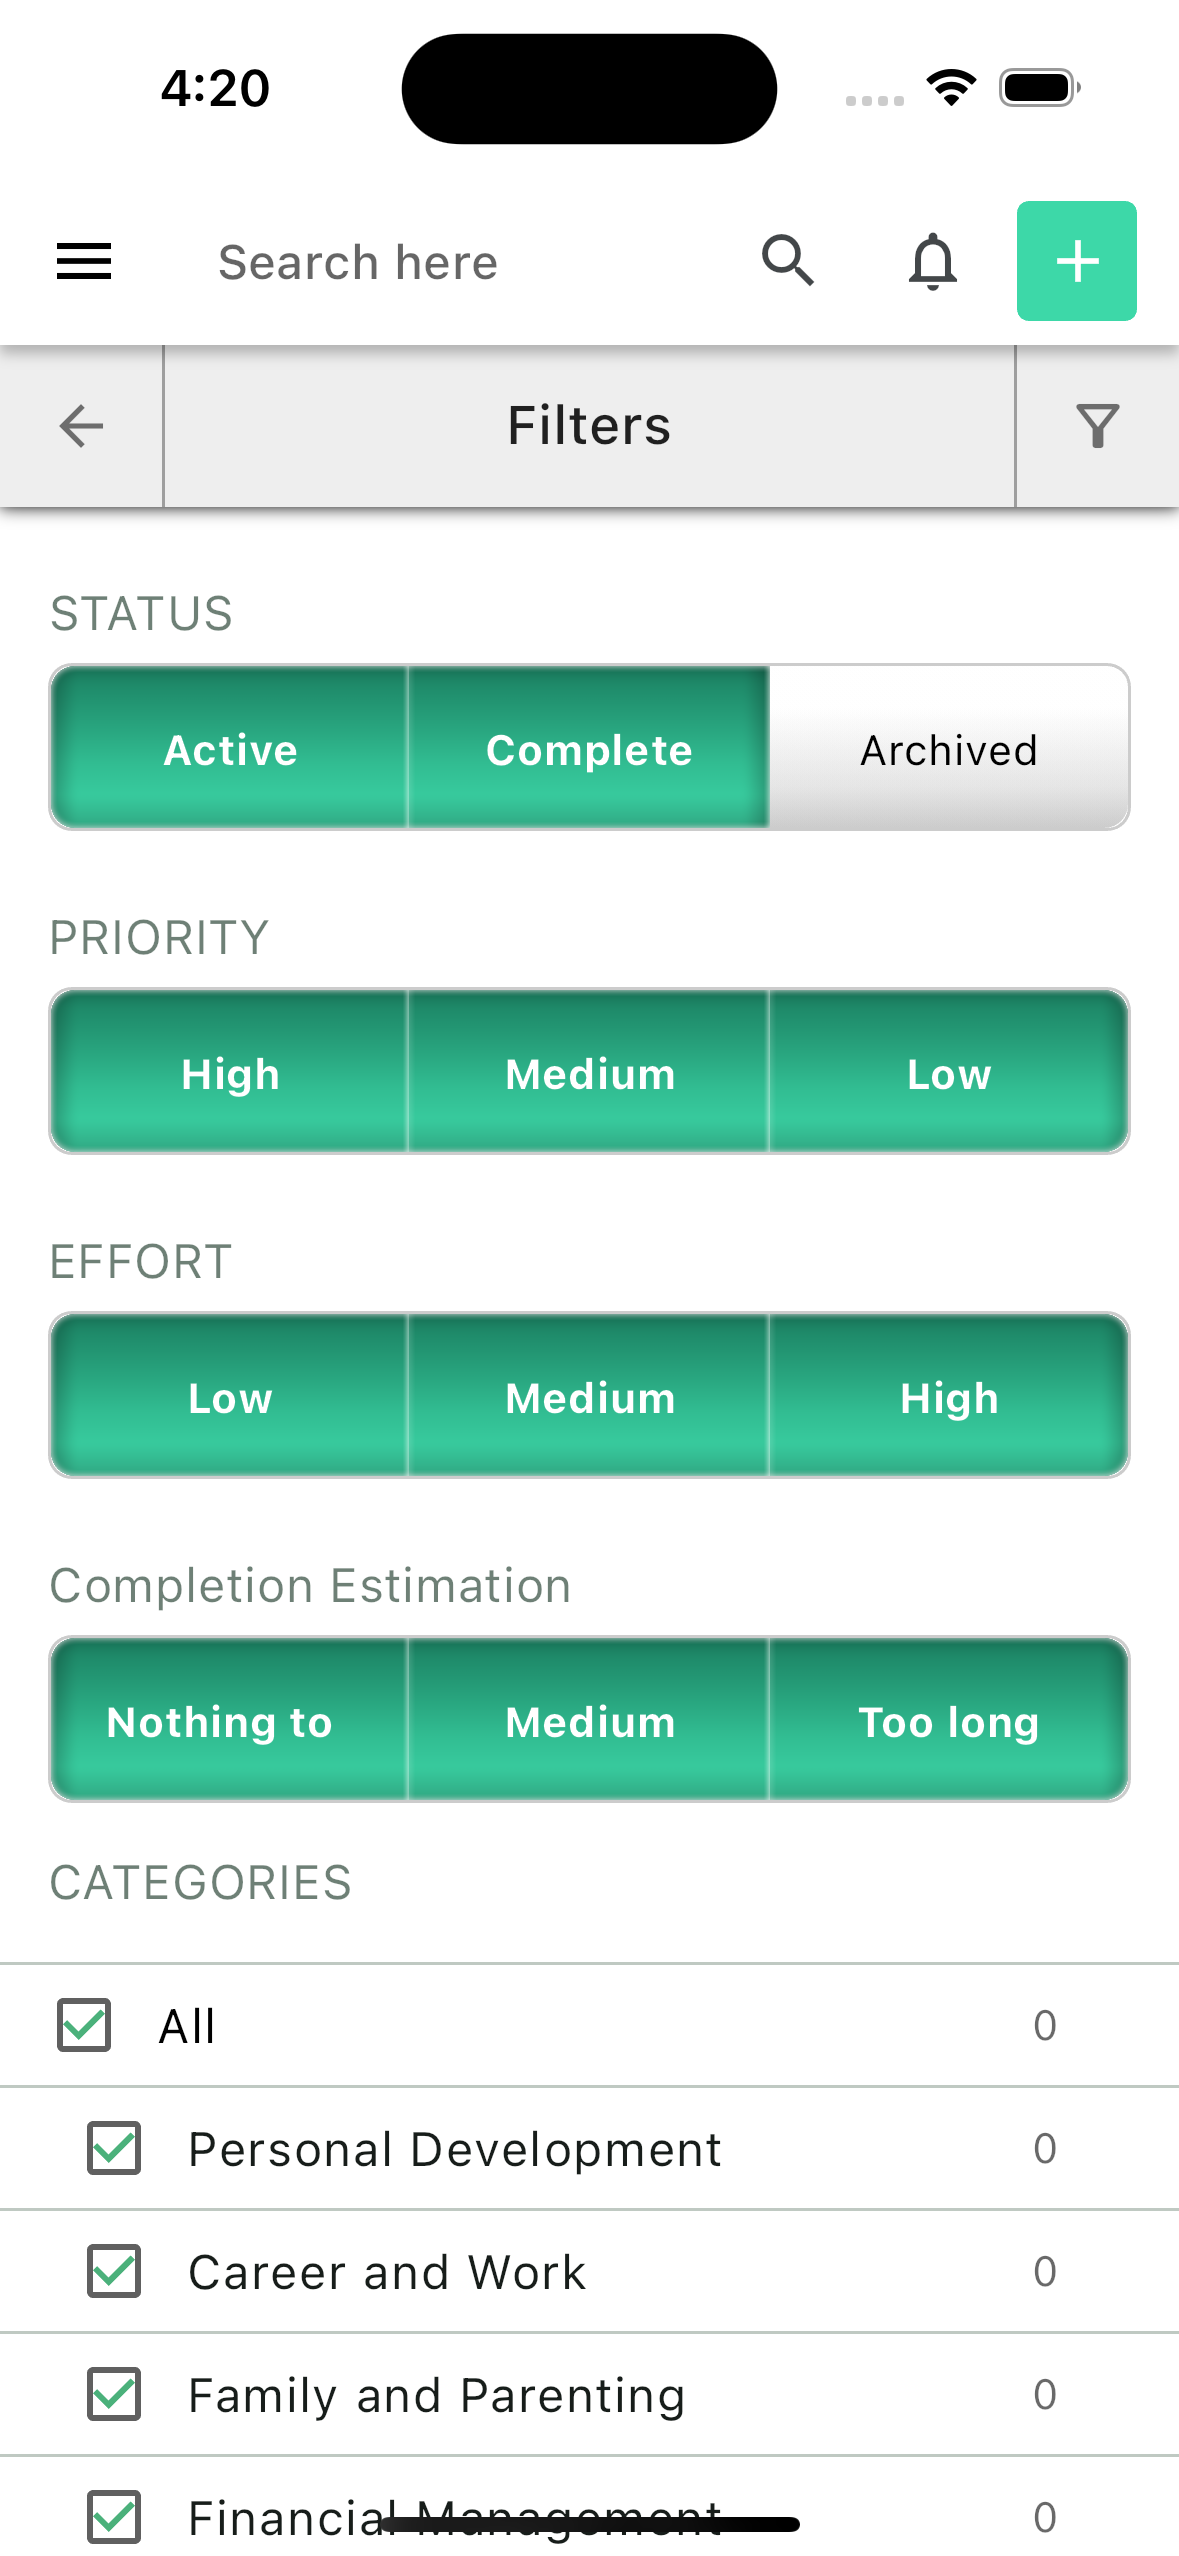 4:20
Search here
Filters
STATUS
Active Complete Archived
PRIORITY
High Medium Low
EFFORT
Low Medium High
Completion Estimation
Nothing to Medium Too long
CATEGORIES
All 0
Personal Development 0
Career and Work 0
Family and Parenting 0
Financial Management 0